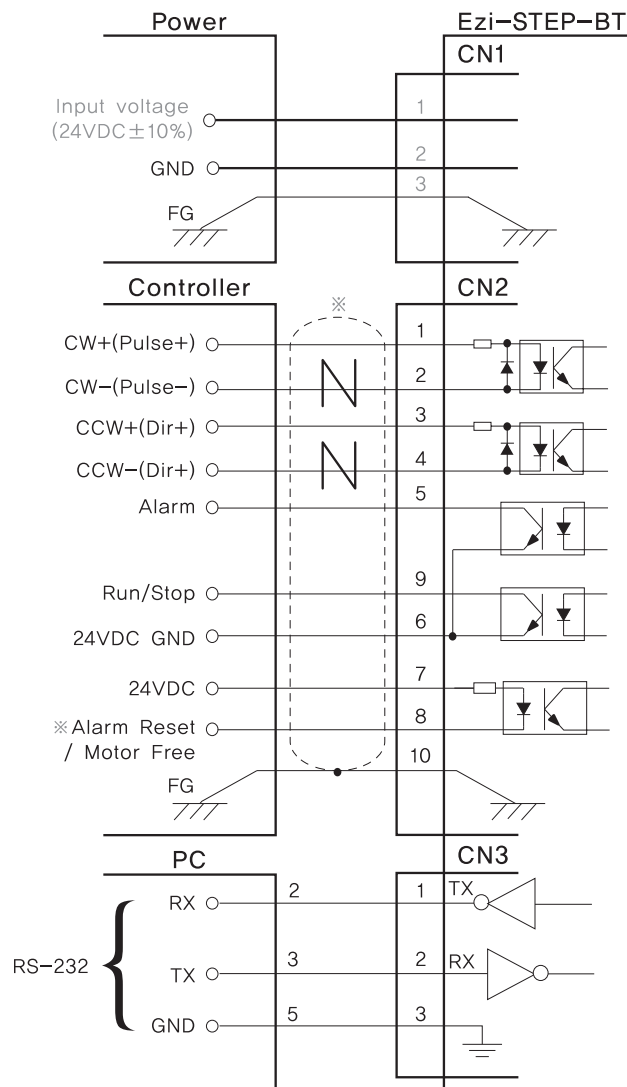 Power
Ezi-STEP-BT
CN1
Input voltage
(24VDC±10%)
1
GND
2
3
FG
Controller
CN2
※
CW+(Pulse+)
1
CW-(Pulse-)
2
CCW+(Dir+)
3
CCW-(Dir+)
4
Alarm
5
Run/Stop
9
24VDC GND
6
24VDC
7
※Alarm Reset
/ Motor Free
8
10
FG
PC
CN3
RS-232
RX
2
1
TX
TX
3
2
RX
GND
5
3